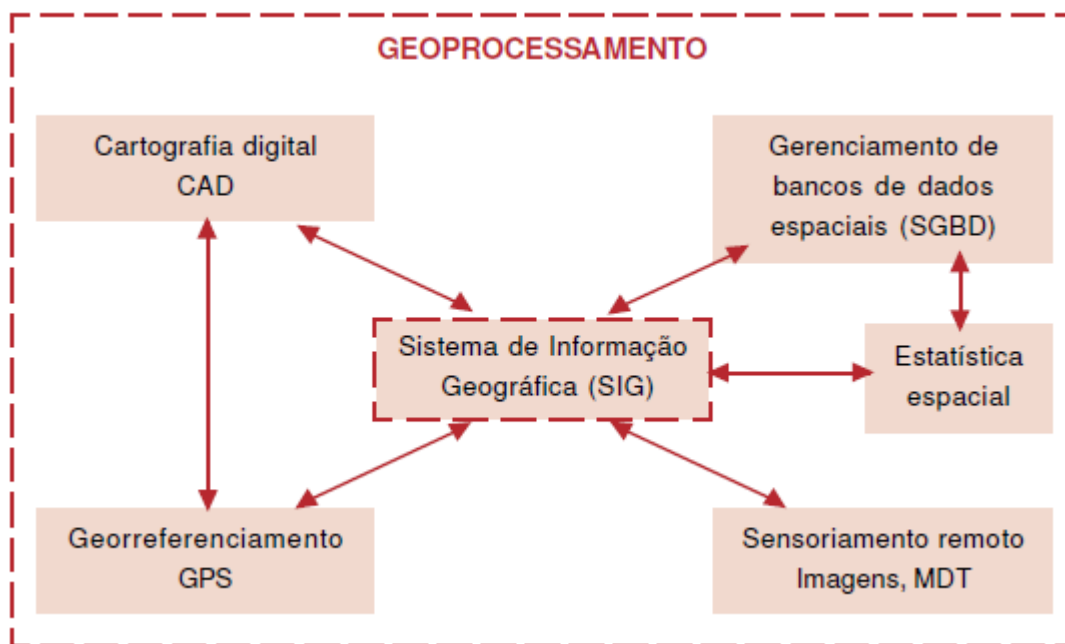 GEOPROCESSAMENTO
Cartografia digital
CAD
Gerenciamento de
bancos de dados
espaciais (SGBD)
Sistema de Informação
Geográfica (SIG)
Estatística
espacial
Georreferenciamento
GPS
Sensoriamento remoto
Imagens, MDT